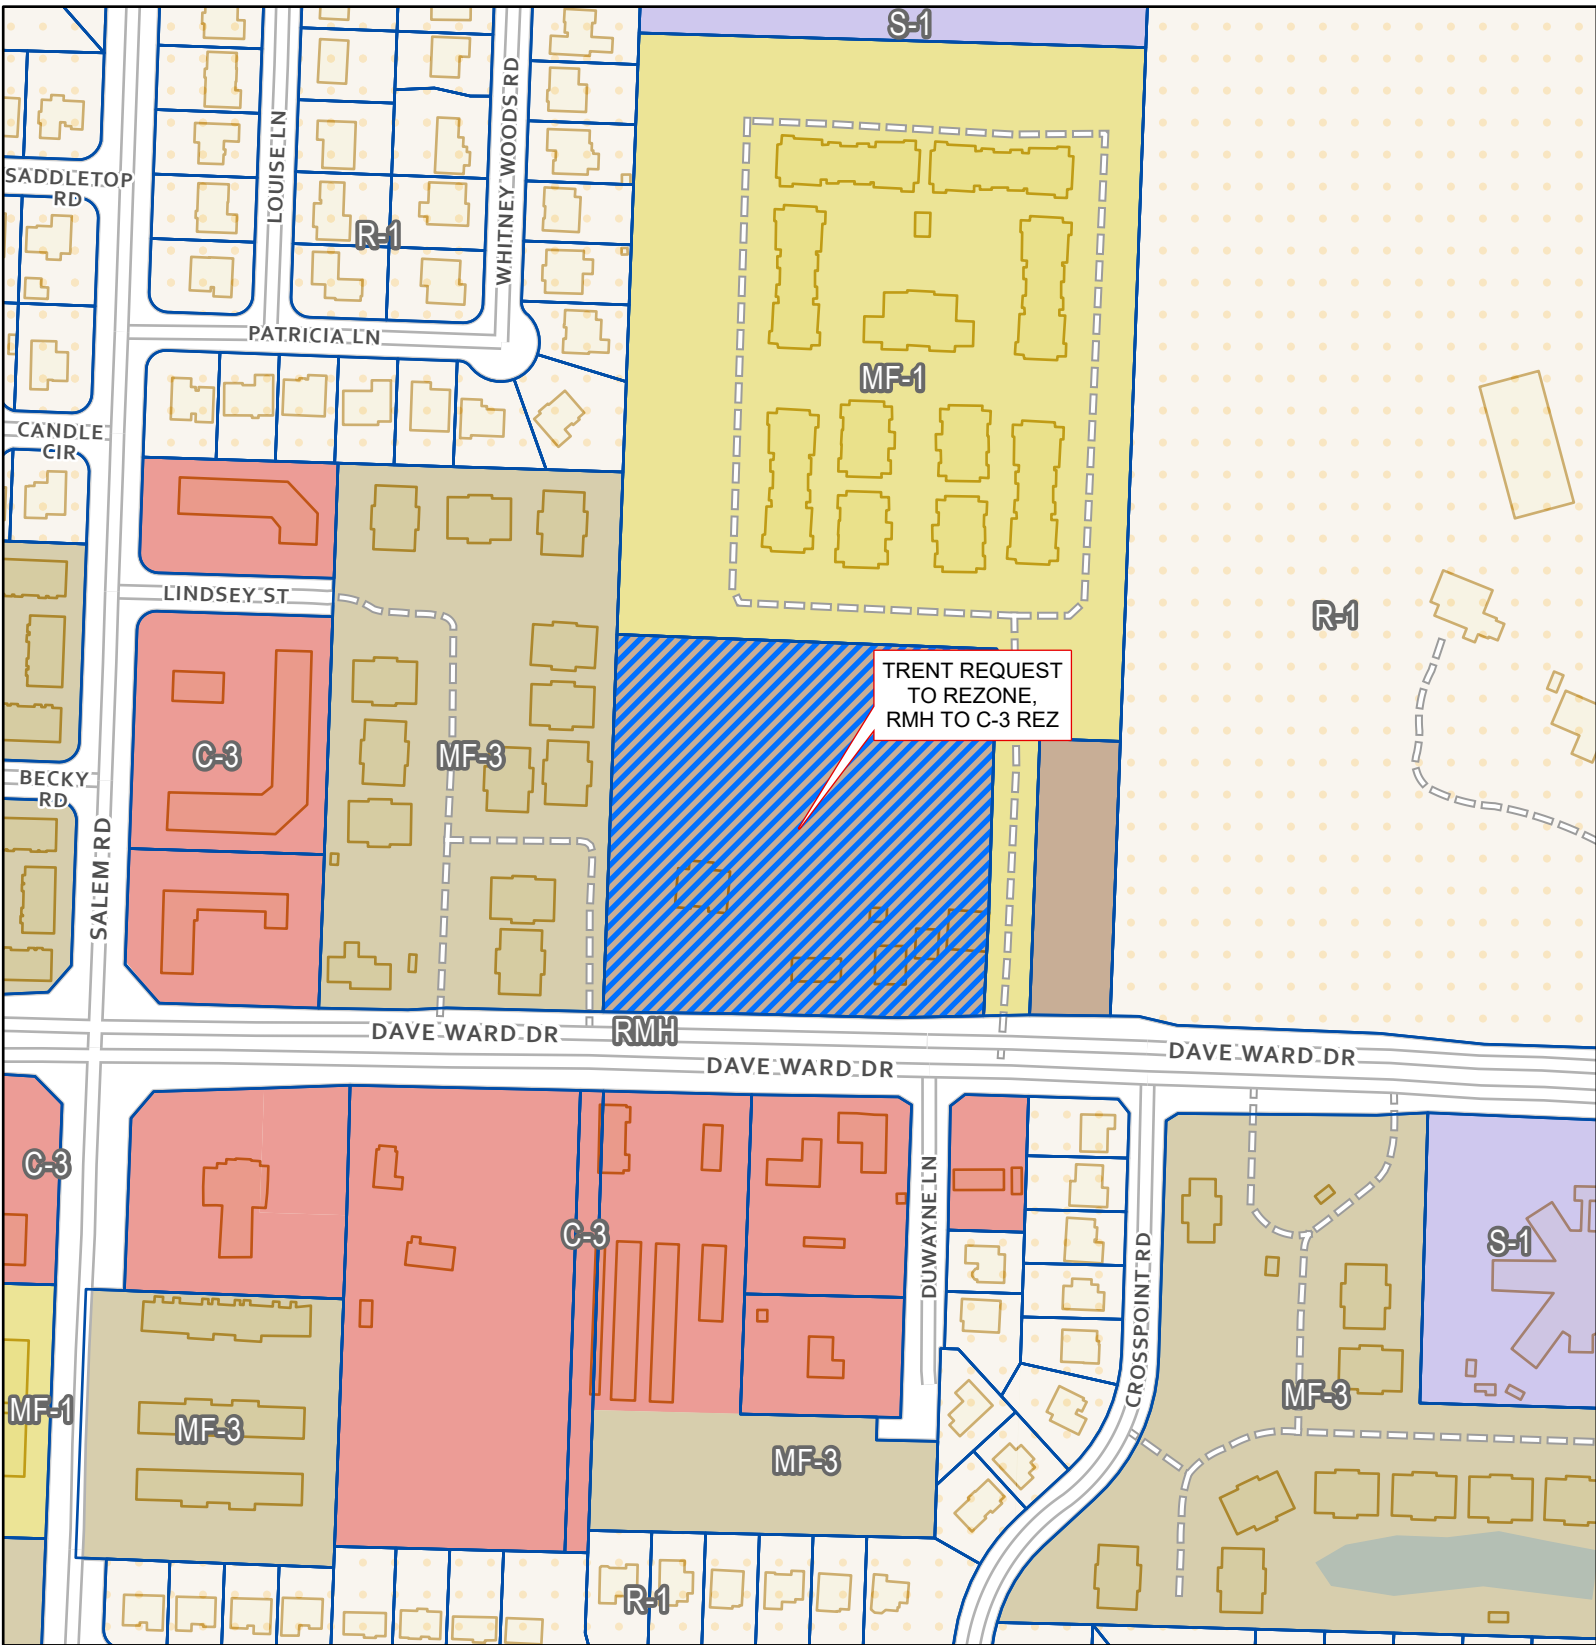 S-1
SADDLETOP
RD
LOUISE LN
WHITNEY WOODS RD
R-1
PATRICIA LN
MF-1
CANDLE
CIR
LINDSEY ST
R-1
TRENT REQUEST
TO REZONE,
RMH TO C-3 REZ
C-3
MF-3
BECKY
RD
SALEM RD
DAVE WARD DR
RMH
DAVE WARD DR
DAVE WARD DR
C-3
C-3
DUWAYNE LN
CROSSPOINT RD
S-1
MF-1
MF-3
MF-3
MF-3
R-1